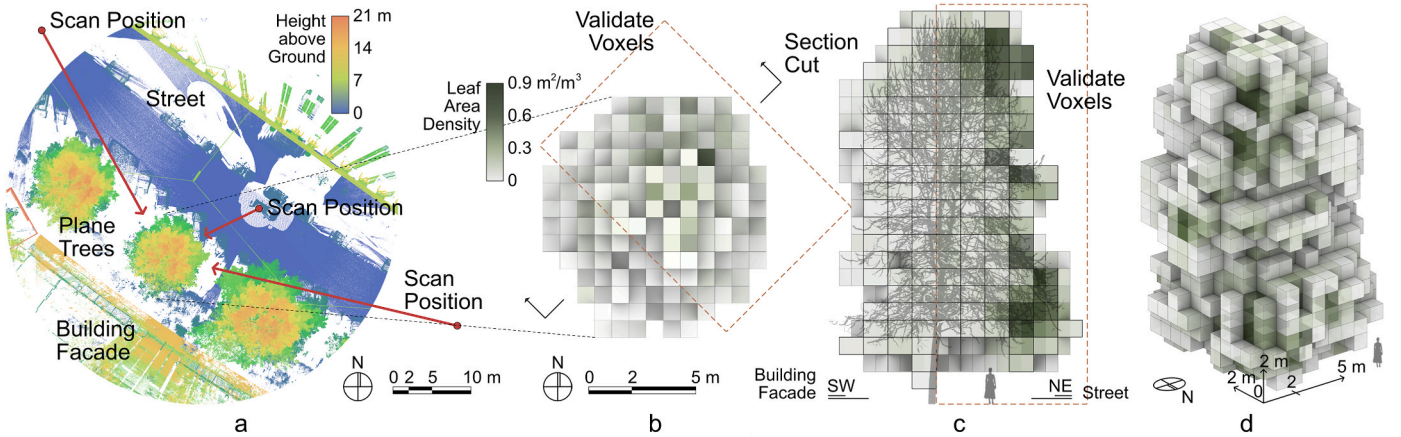 Scan Position
Height
above
Ground
21 m
14
7
0
Street
Scan Position
Plane
Trees
Scan
Position
Building
Facade
N
0 2 5 10 m
a
Validate
Voxels
Leaf
Area
Density
0.9 m²/m³
0.6
0.3
0
Section
Cut
N
0 2 5 m
b
Validate
Voxels
Building
Facade
SW
NE
Street
c
2 m
2 m
0
2
5 m
N
d